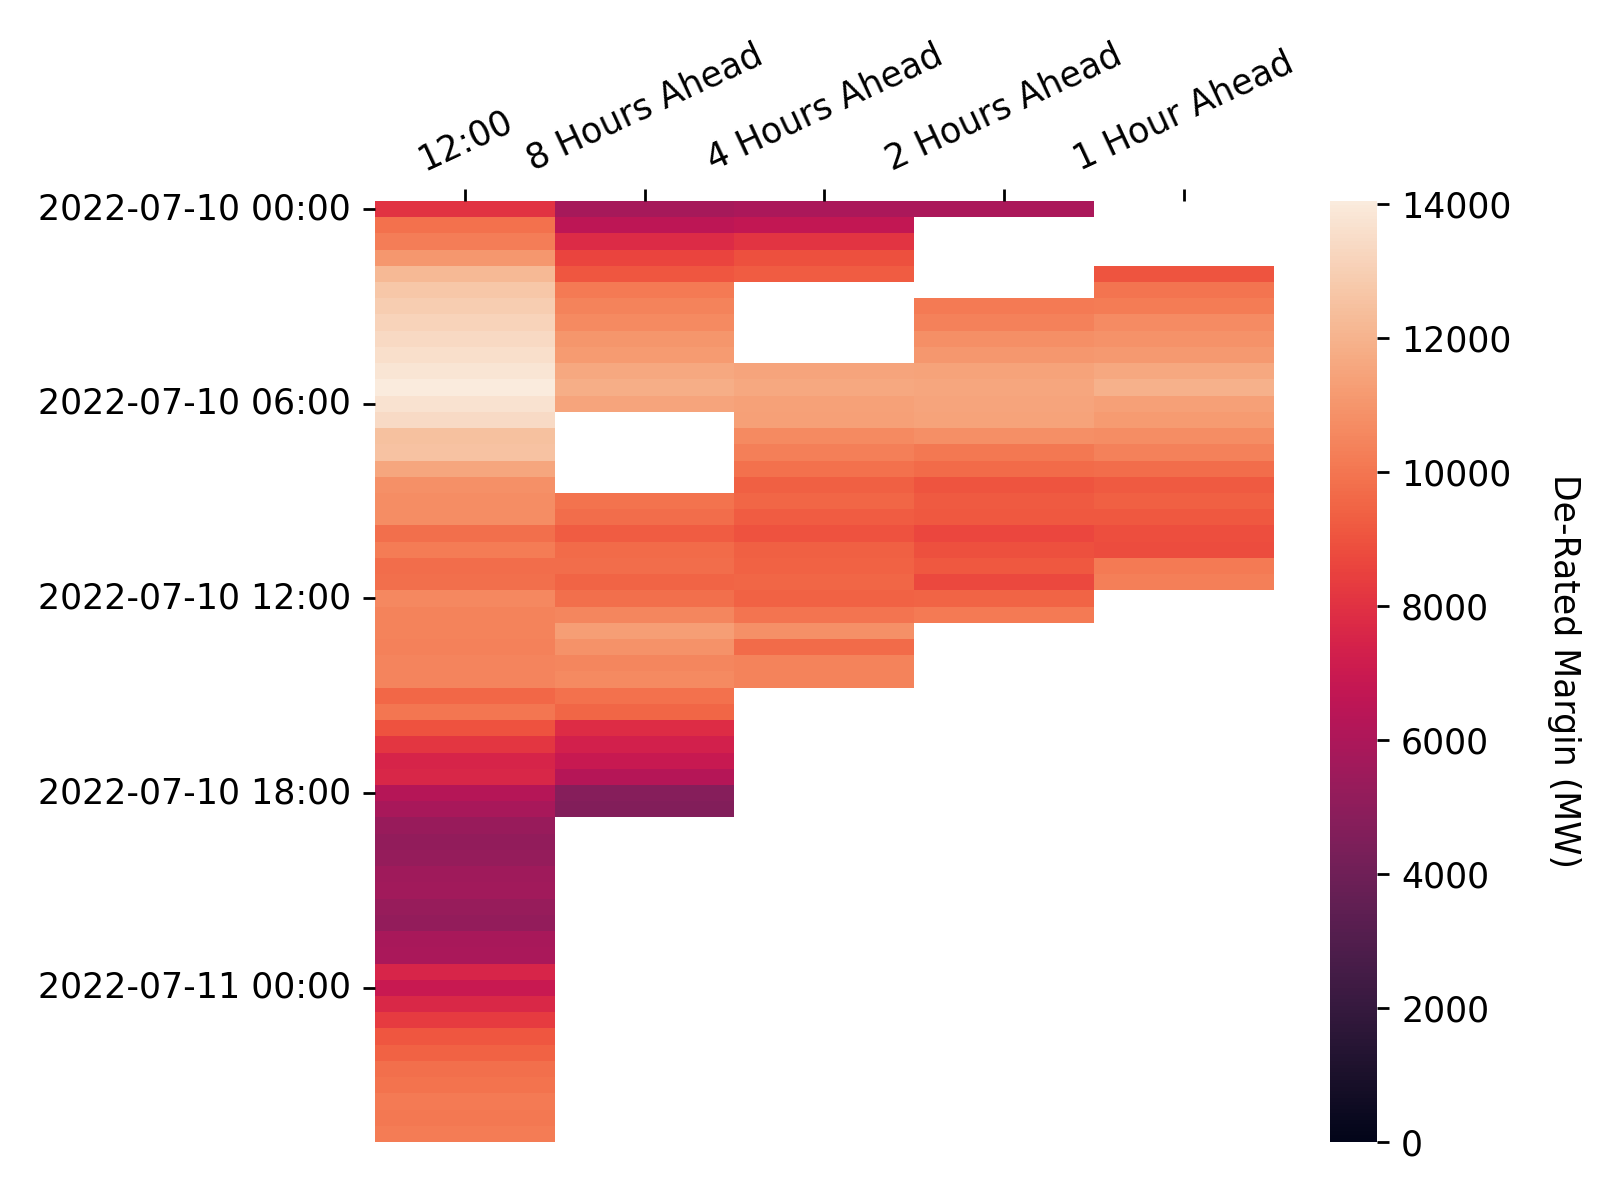 12:00
8 Hours Ahead
4 Hours Ahead
2 Hours Ahead
1 Hour Ahead
2022-07-10 00:00
2022-07-10 06:00
2022-07-10 12:00
2022-07-10 18:00
2022-07-11 00:00
14000
12000
10000
8000
6000
4000
2000
0
De-Rated Margin (MW)